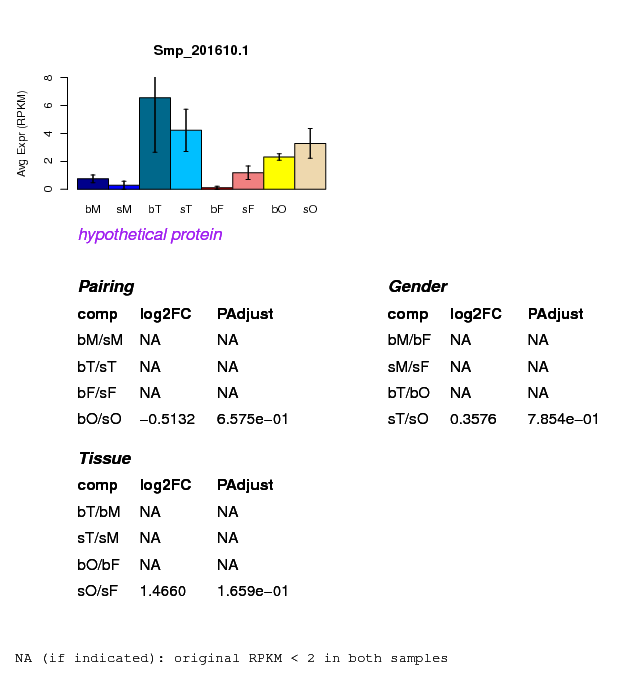 Smp_201610.1
Avg Expr (RPKM)
0 2 4 6 8
bM sM bT sT bF sF bO sO
hypothetical protein
Pairing
comp log2FC PAdjust
bM/sM NA NA
bT/sT NA NA
bF/sF NA NA
bO/sO −0.5132 6.575e−01
Gender
comp log2FC PAdjust
bM/bF NA NA
sM/sF NA NA
bT/bO NA NA
sT/sO 0.3576 7.854e−01
Tissue
comp log2FC PAdjust
bT/bM NA NA
sT/sM NA NA
bO/bF NA NA
sO/sF 1.4660 1.659e−01
NA (if indicated): original RPKM < 2 in both samples